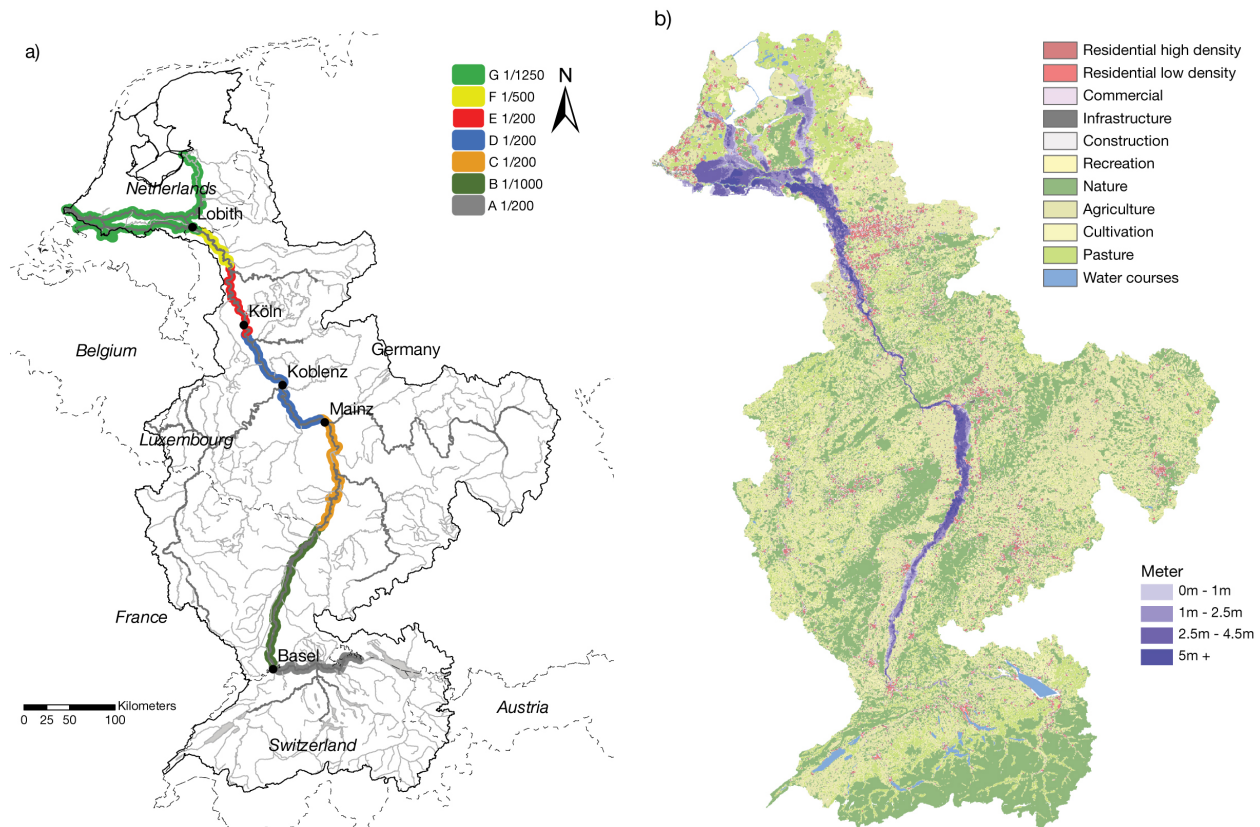 a)
G 1/1250
F 1/500
E 1/200
D 1/200
C 1/200
B 1/1000
A 1/200
N
Netherlands
Lobith
Köln
Belgium
Germany
Koblenz
Mainz
Luxembourg
France
Basel
Kilometers
0 25 50 100
Austria
Switzerland
b)
Residential high density
Residential low density
Commercial
Infrastructure
Construction
Recreation
Nature
Agriculture
Cultivation
Pasture
Water courses
Meter
0m - 1m
1m - 2.5m
2.5m - 4.5m
5m +